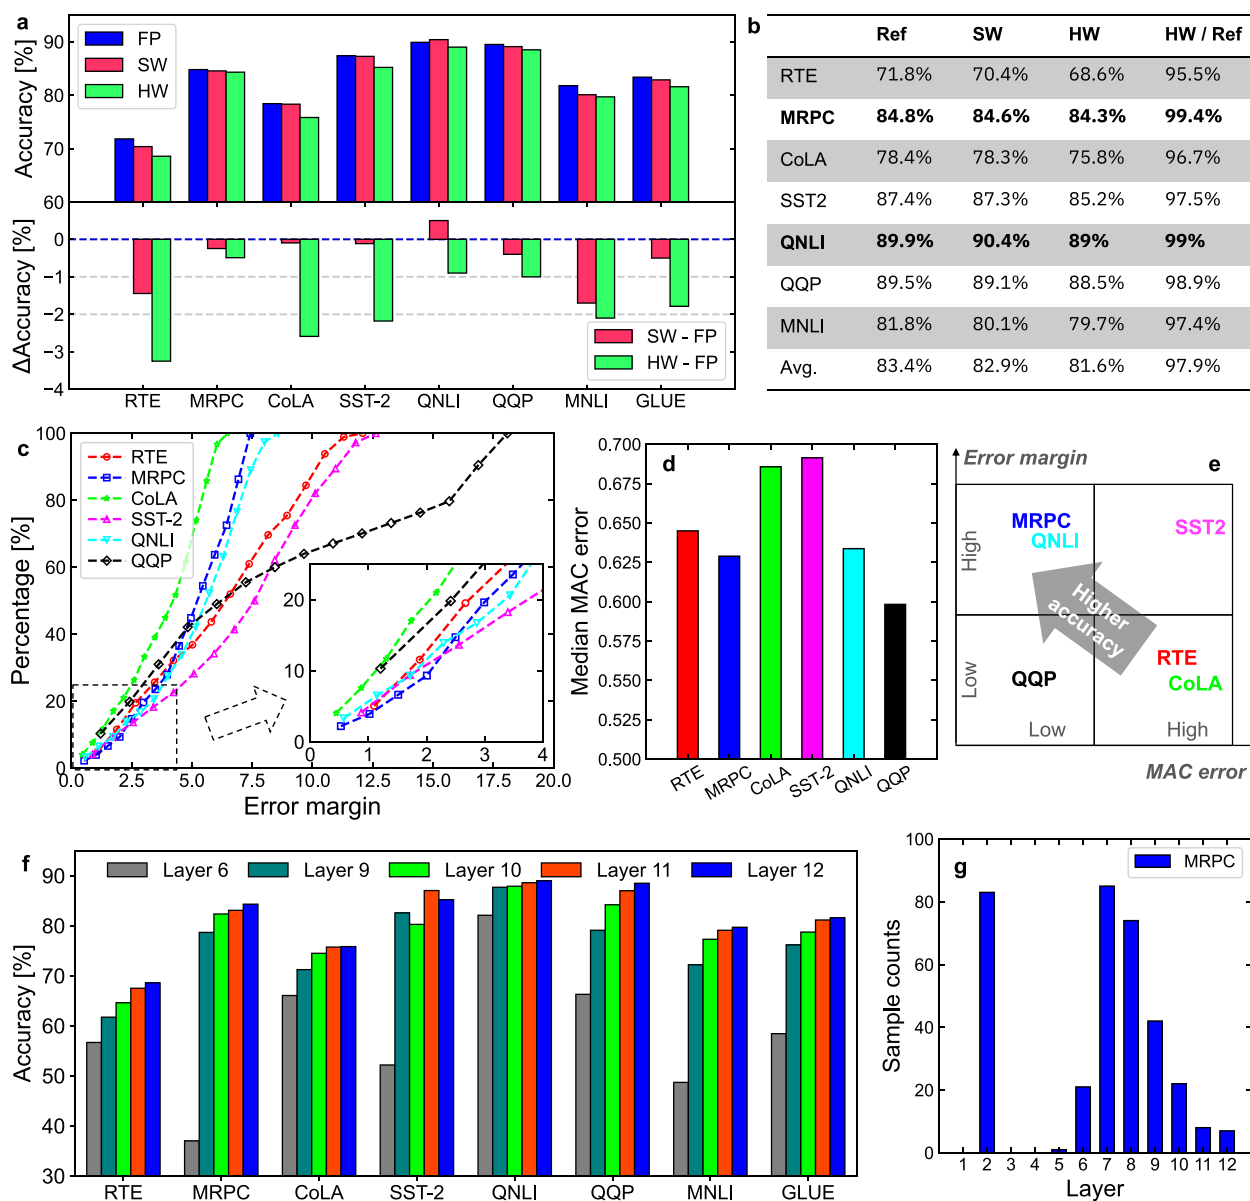 a
Accuracy [%]
90
80
70
60
FP
SW
HW
ΔAccuracy [%]
0
−1
−2
−3
−4
SW - FP
HW - FP
RTE MRPC CoLA SST-2 QNLI QQP MNLI GLUE
b
Ref SW HW HW / Ref
RTE 71.8% 70.4% 68.6% 95.5%
MRPC 84.8% 84.6% 84.3% 99.4%
CoLA 78.4% 78.3% 75.8% 96.7%
SST2 87.4% 87.3% 85.2% 97.5%
QNLI 89.9% 90.4% 89% 99%
QQP 89.5% 89.1% 88.5% 98.9%
MNLI 81.8% 80.1% 79.7% 97.4%
Avg. 83.4% 82.9% 81.6% 97.9%
c
Percentage [%]
100
80
60
40
20
0
RTE
MRPC
CoLA
SST-2
QNLI
QQP
20
10
0
0 1 2 3 4
0.0 2.5 5.0 7.5 10.0 12.5 15.0 17.5 20.0
Error margin
d
Median MAC error
0.700
0.675
0.650
0.625
0.600
0.575
0.550
0.525
0.500
RTE MRPC CoLA SST-2 QNLI QQP
e
Error margin
High
Low
MRPC
QNLI
SST2
Higher
accuracy
RTE
CoLA
QQP
Low High
MAC error
f
Accuracy [%]
90
80
70
60
50
40
30
Layer 6 Layer 9 Layer 10 Layer 11 Layer 12
RTE MRPC CoLA SST-2 QNLI QQP MNLI GLUE
g
Sample counts
100
80
60
40
20
0
MRPC
1 2 3 4 5 6 7 8 9 10 11 12
Layer